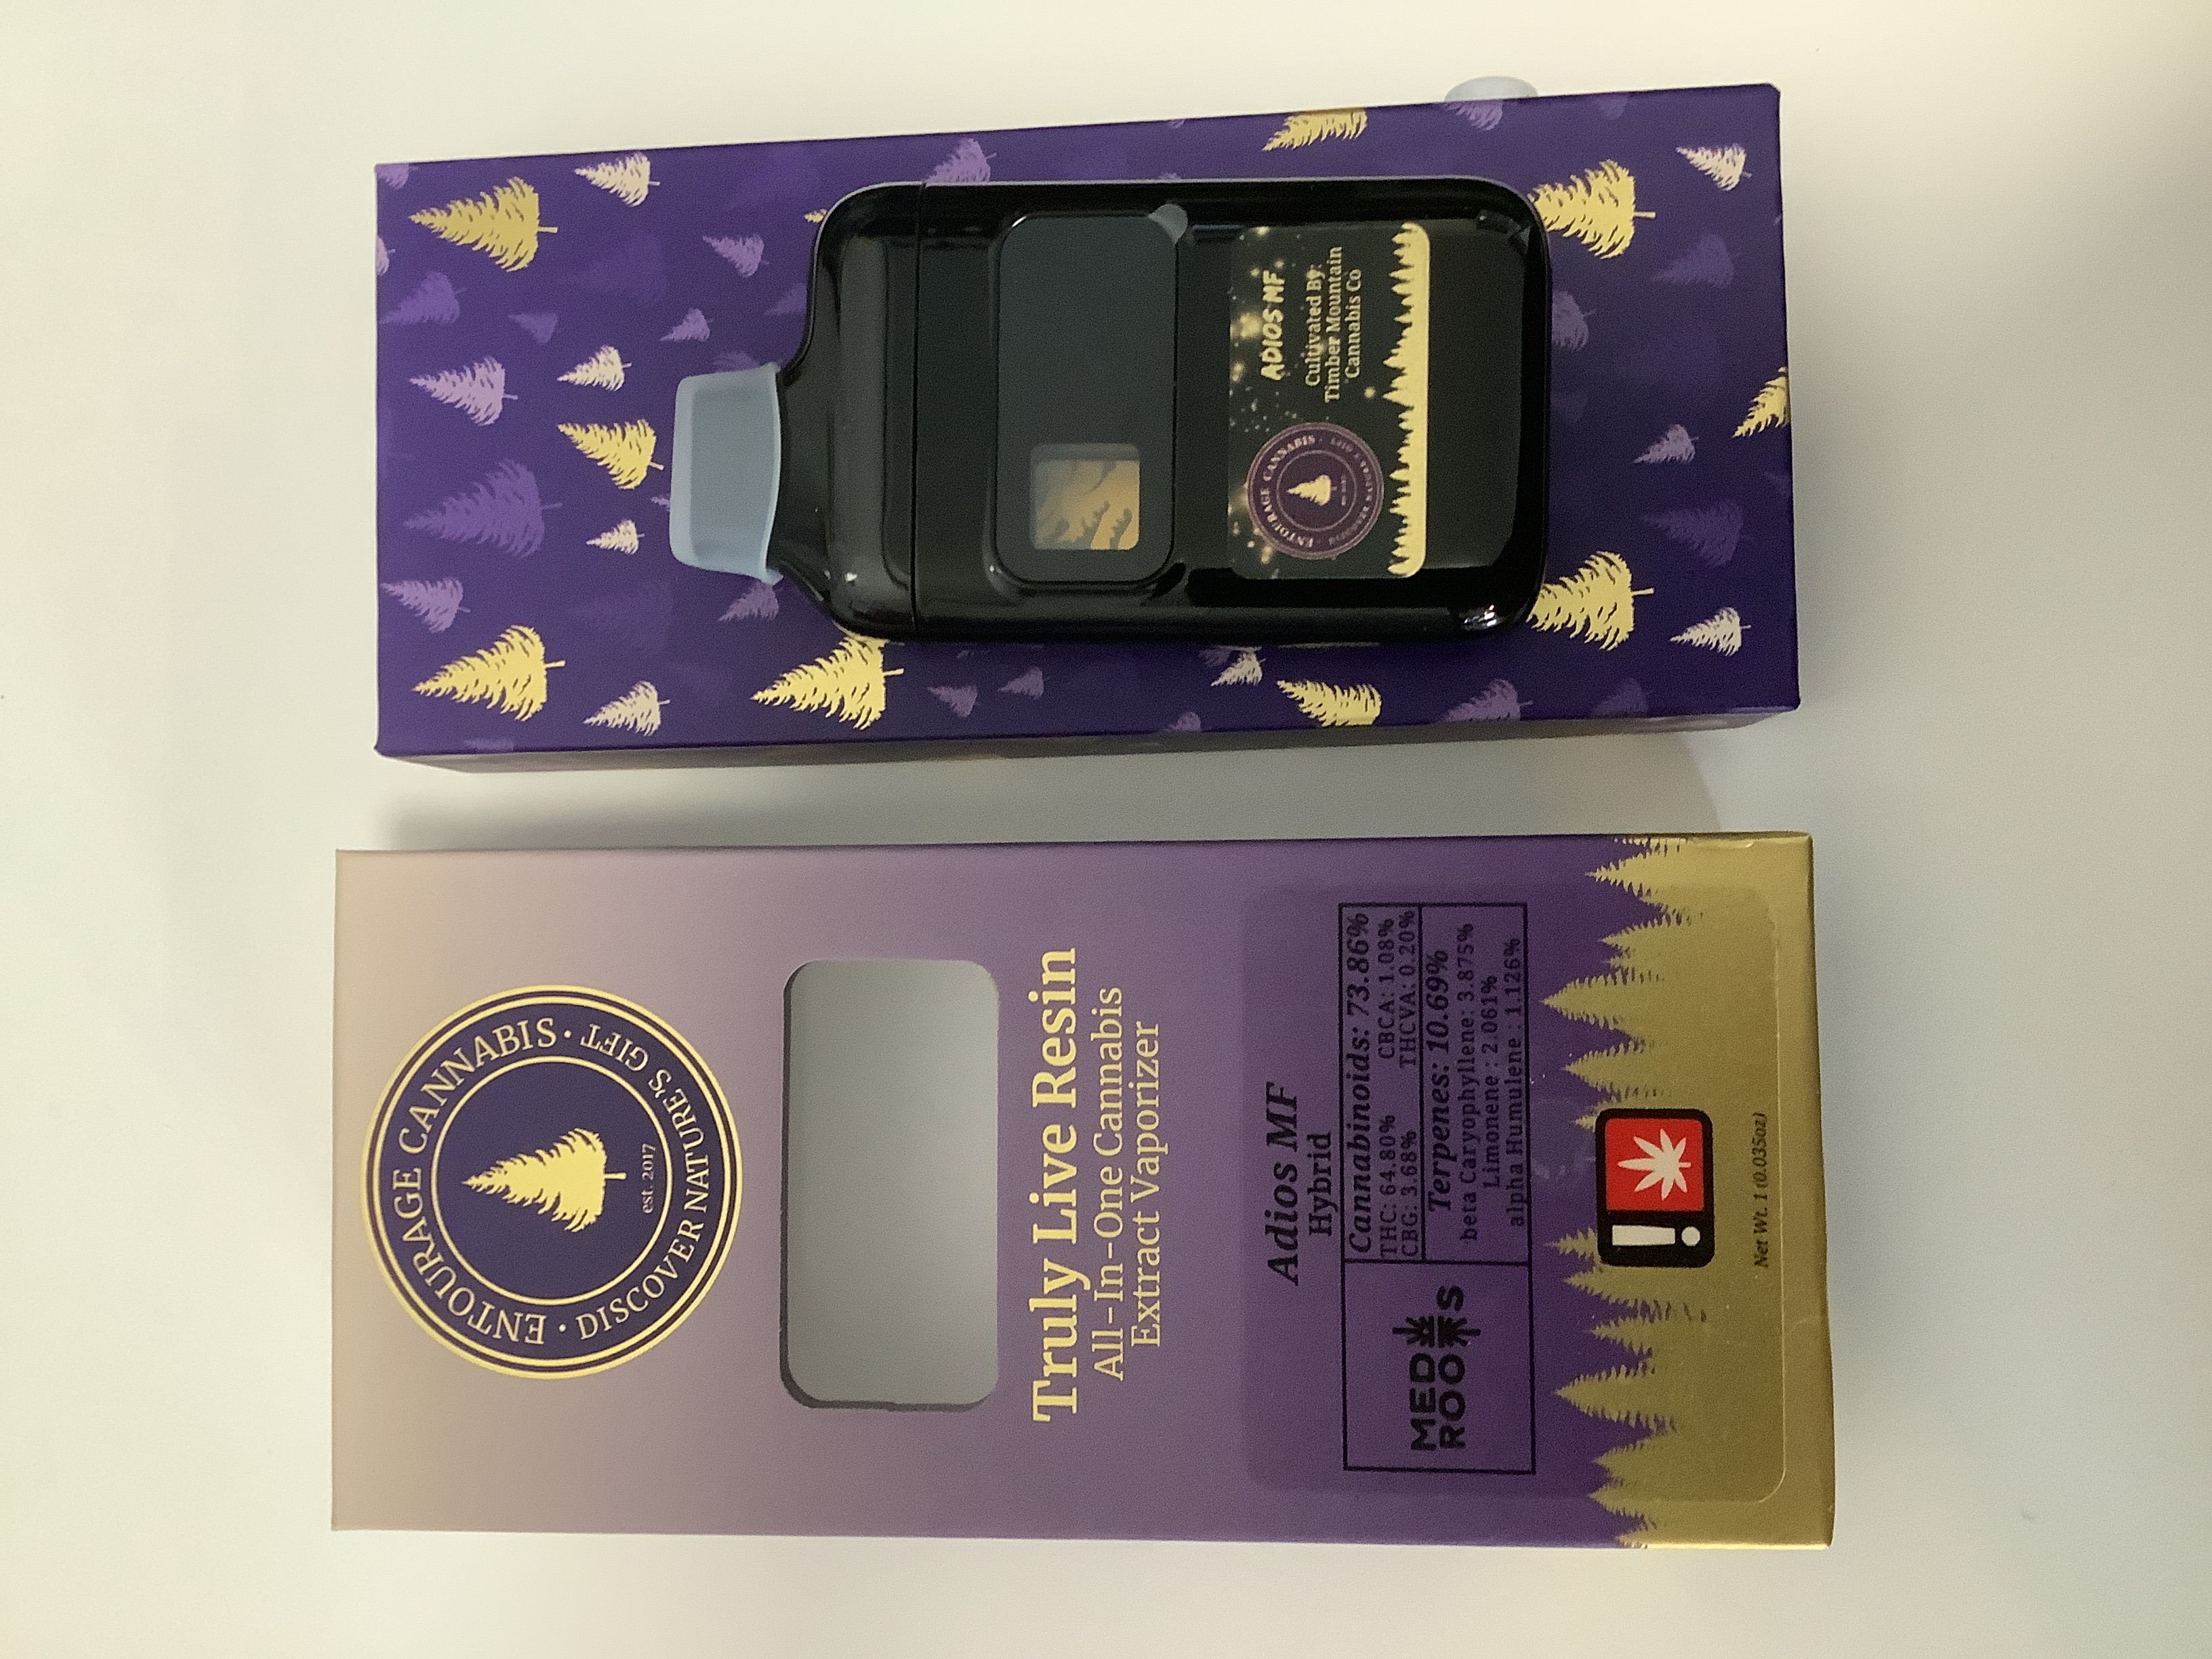 ENTOURAGE CANNABIS · DISCOVER NATURE'S GIFT ·
est. 2017
Truly Live Resin
All-In-One Cannabis
Extract Vaporizer
Adios MF
Hybrid
MED
ROOTS
Cannabinoids: 73.86%
THC: 64.80% CBCA: 1.08%
CBG: 3.68% THCVA: 0.20%
Terpenes: 10.69%
beta Caryophyllene: 3.875%
Limonene : 2.061%
alpha Humulene : 1.126%
!
Net Wt. 1 (0.035oz)
ENTOURAGE CANNABIS ·
ADIOS MF
Cultivated By:
Timber Mountain
Cannabis Co